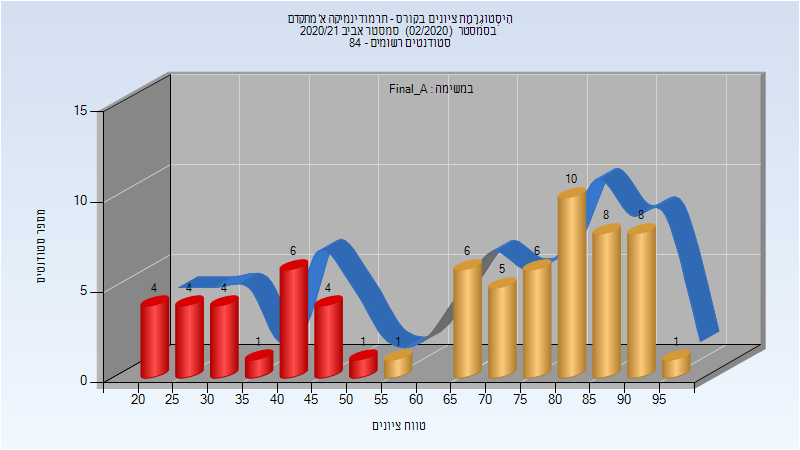 היסטוגרמת ציונים בקורס - תרמודינמיקה א' מתקדם
בסמסטר (02/2020) סמסטר אביב 2020/21
סטודנטים רשומים - 84
במשימה : Final_A
מספר סטודנטים
15
10
5
0
4 4 4 1 6 4 1 1 6 5 6 10 8 8 1
20 25 30 35 40 45 50 55 60 65 70 75 80 85 90 95
טווח ציונים